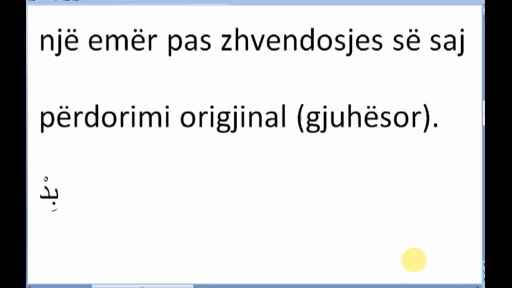 një emër pas zhvendosjes së saj
përdorimi origjinal (gjuhësor).
بِدْ